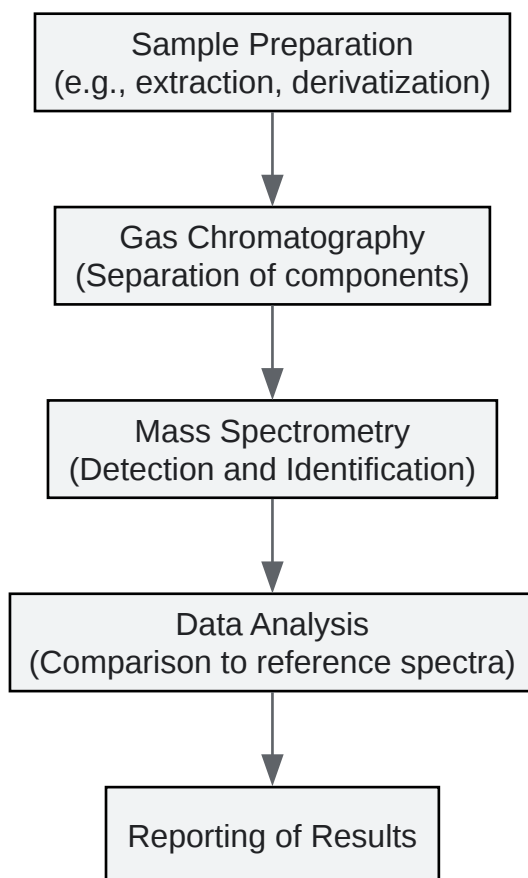 Sample Preparation
(e.g., extraction, derivatization)
Gas Chromatography
(Separation of components)
Mass Spectrometry
(Detection and Identification)
Data Analysis
(Comparison to reference spectra)
Reporting of Results